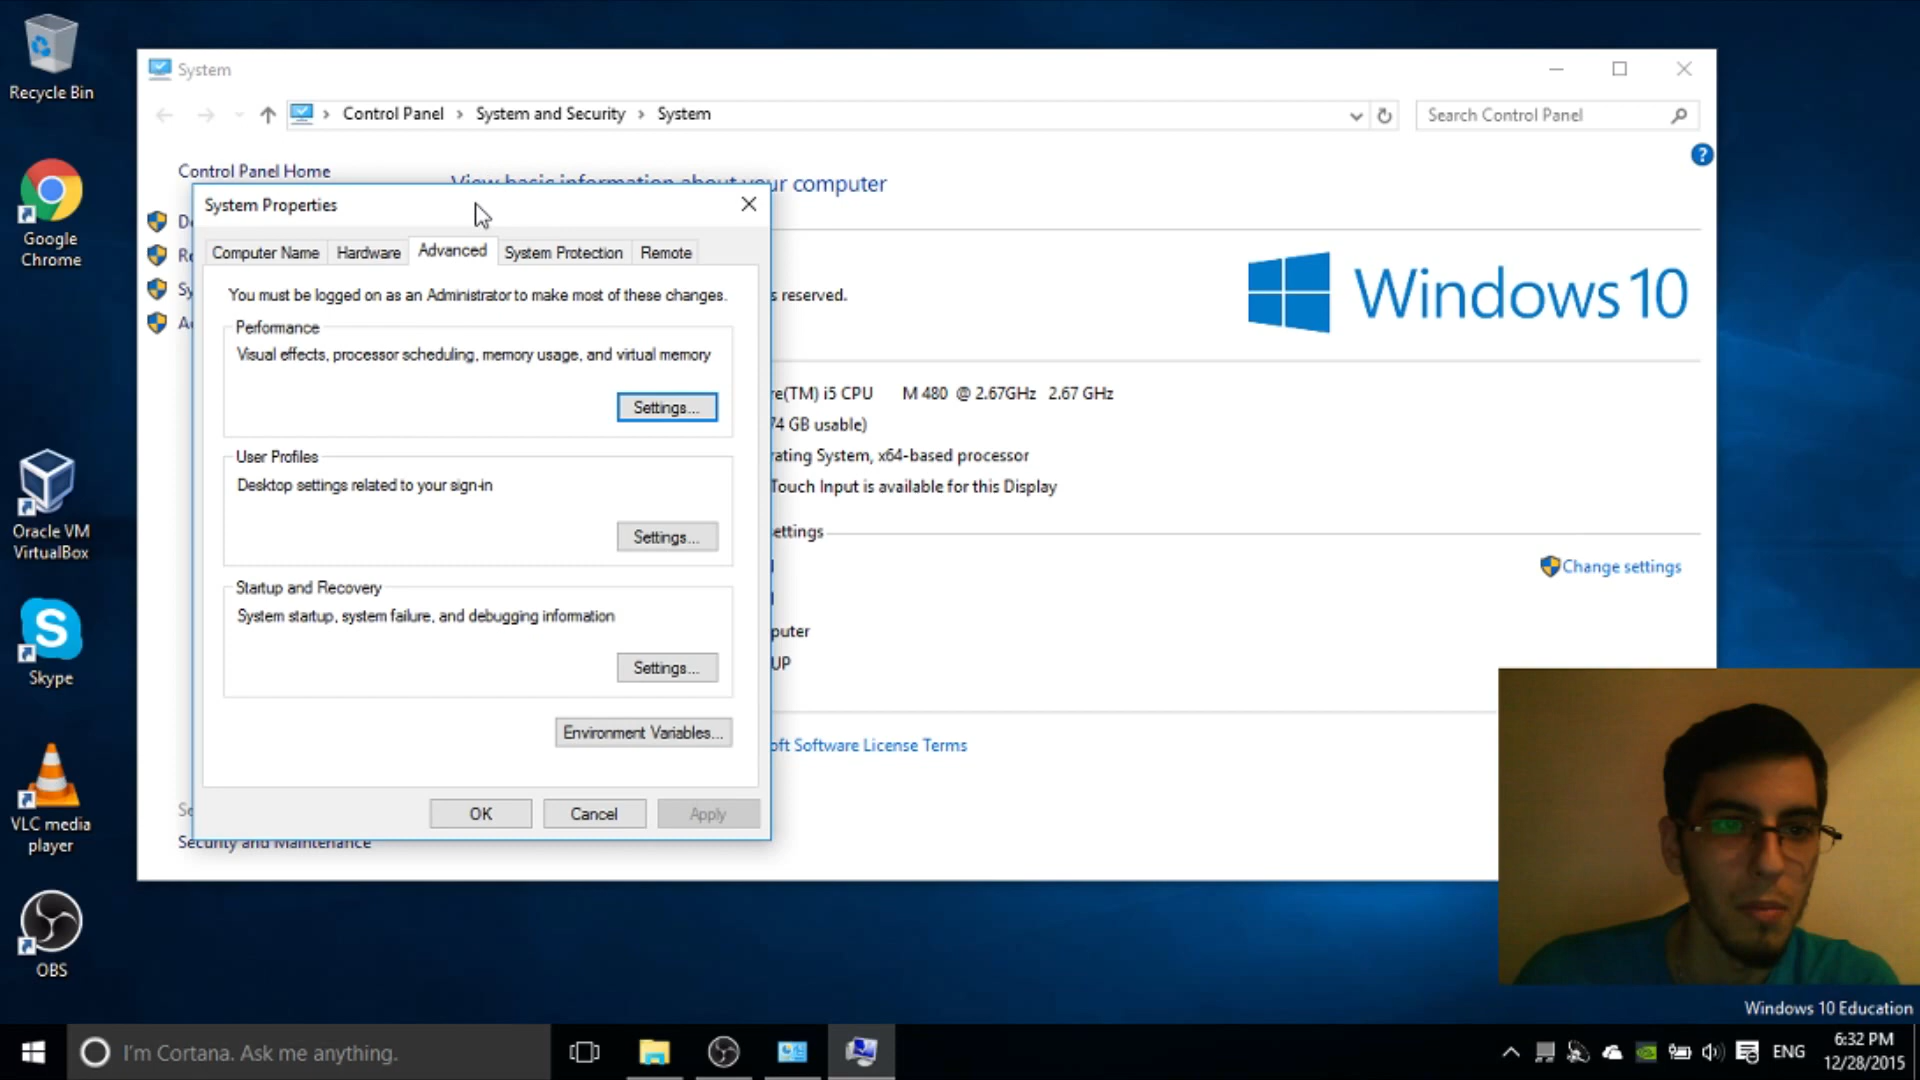 Recycle Bin
Google
Chrome
Oracle VM
VirtualBox
Skype
VLC media
player
OBS
System
Control Panel
System and Security
System
Search Control Panel
Control Panel Home
ur computer
s reserved.
Windows 10
re(TM) i5 CPU M 480 @ 2.67GHz 2.67 GHz
74 GB usable)
rating System, x64-based processor
Touch Input is available for this Display
ettings
Change settings
puter
UP
oft Software License Terms
System Properties
Computer Name
Hardware
Advanced
System Protection
Remote
You must be logged on as an Administrator to make most of these changes.
Performance
Visual effects, processor scheduling, memory usage, and virtual memory
Settings...
User Profiles
Desktop settings related to your sign-in
Settings...
Startup and Recovery
System startup, system failure, and debugging information
Settings...
Environment Variables...
OK
Cancel
Apply
Security and Maintenance
Windows 10 Education
I'm Cortana. Ask me anything.
ENG
6:32 PM
12/28/2015